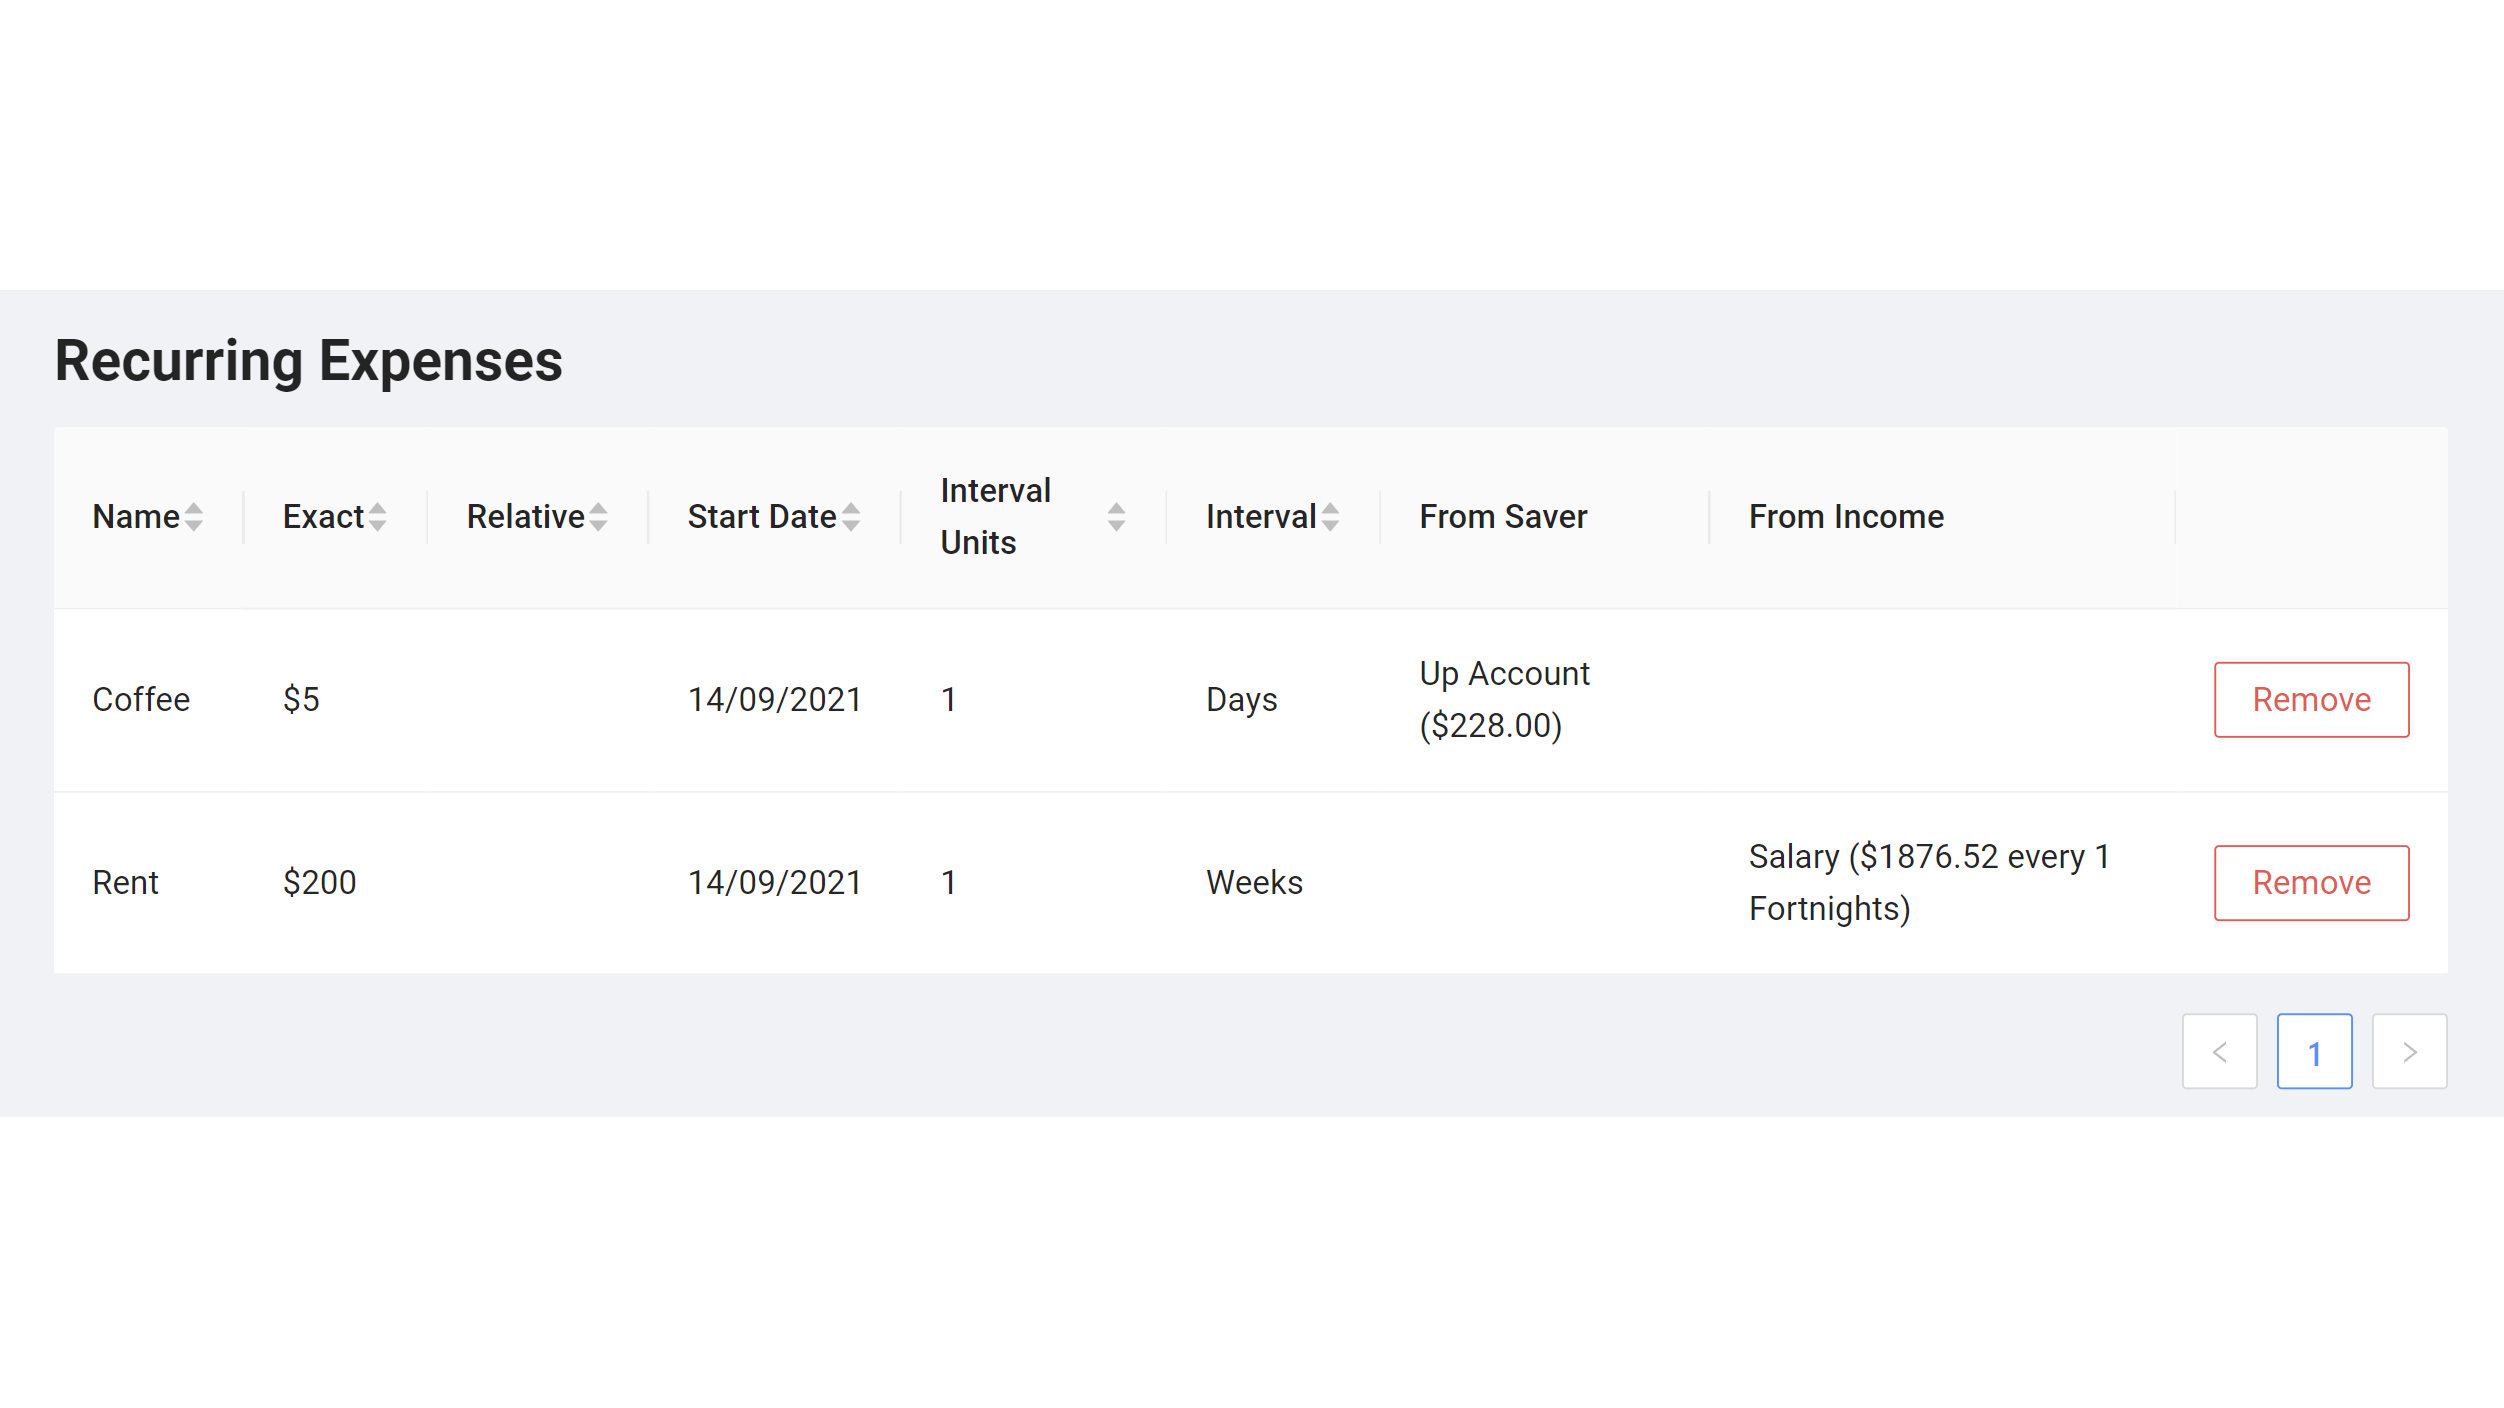 Recurring Expenses
Name Exact Relative Start Date Interval Units Interval From Saver From Income
Coffee $5 14/09/2021 1 Days Up Account ($228.00) Remove
Rent $200 14/09/2021 1 Weeks Salary ($1876.52 every 1 Fortnights) Remove
< 1 >